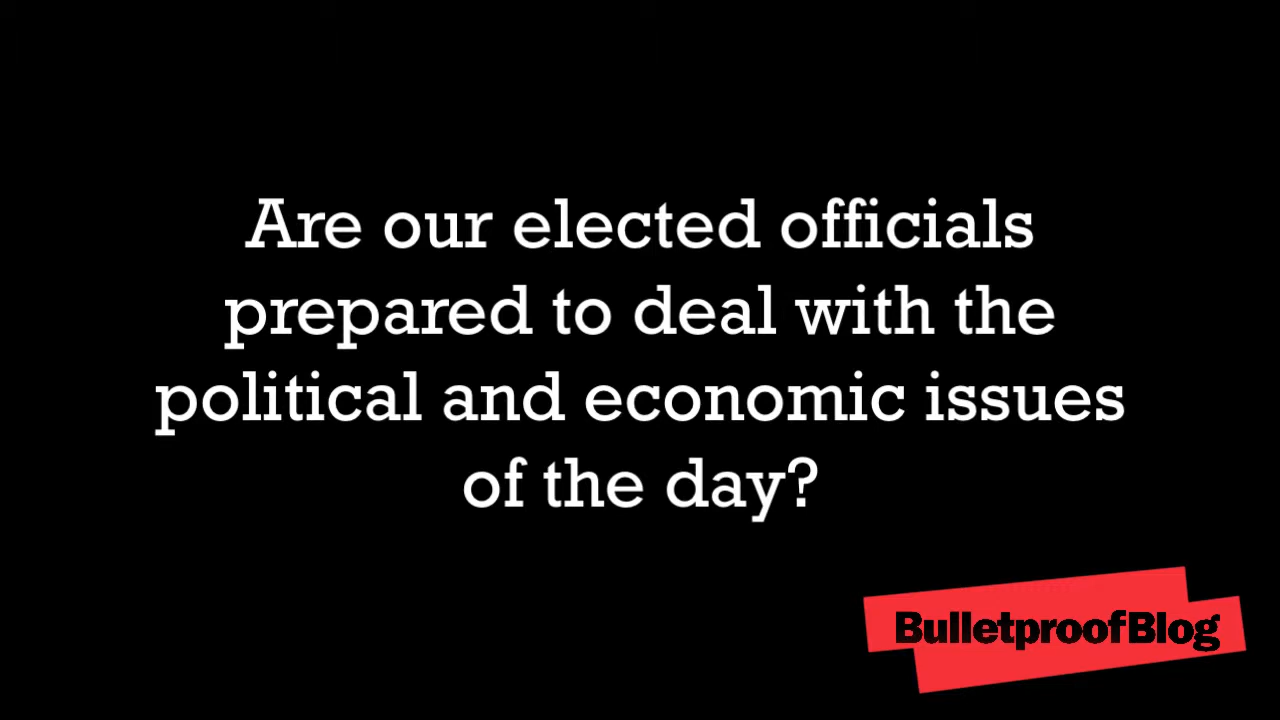 Are our elected officials
prepared to deal with the
political and economic issues
of the day?
BulletproofBlog